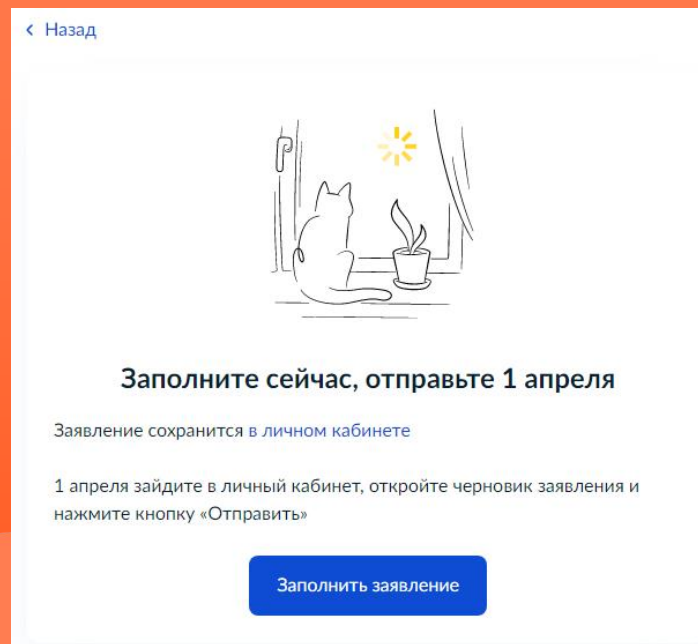 Назад
Заполните сейчас, отправьте 1 апреля
Заявление сохранится в личном кабинете
1 апреля зайдите в личный кабинет, откройте черновик заявления и
нажмите кнопку «Отправить»
Заполнить заявление